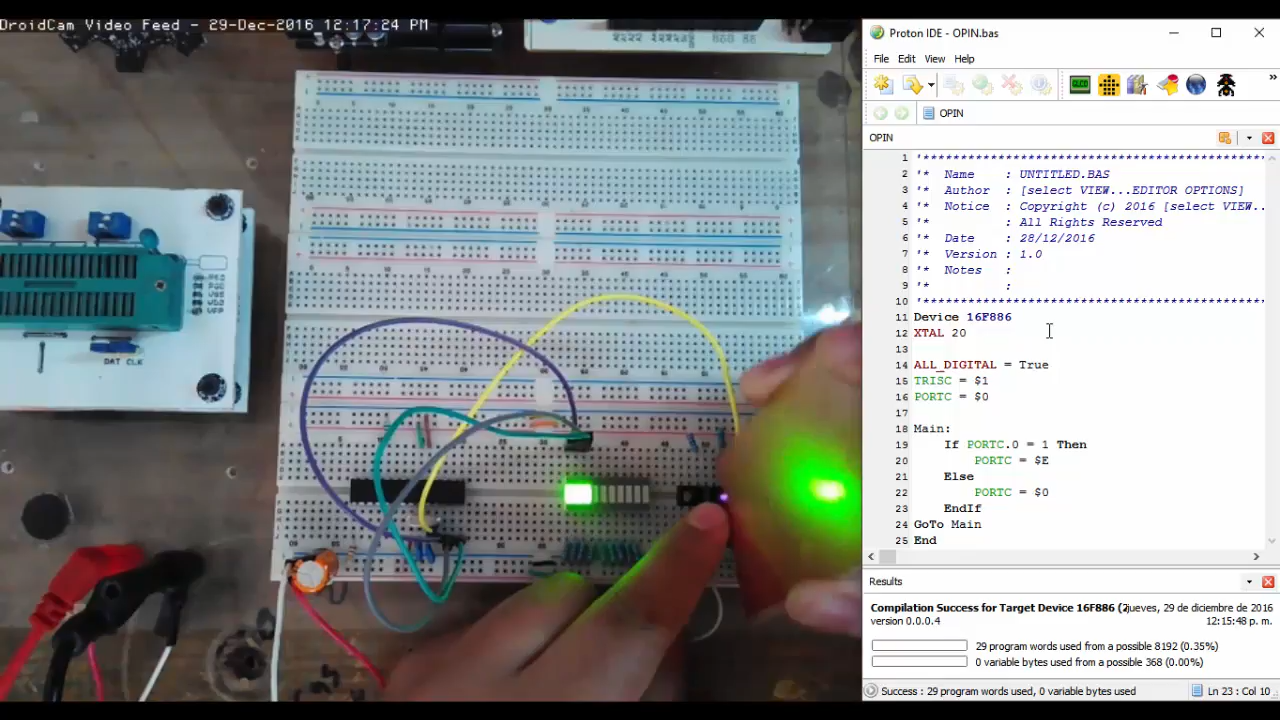 DroidCam Video Feed - 29-Dec-2016 12:17:24 PM
DAT CLK
Proton IDE - OPIN.bas
File Edit View Help
OPIN
OPIN
1 '************************************************
2 '*  Name    : UNTITLED.BAS
3 '*  Author  : [select VIEW...EDITOR OPTIONS]
4 '*  Notice  : Copyright (c) 2016 [select VIEW..
5 '*          : All Rights Reserved
6 '*  Date    : 28/12/2016
7 '*  Version : 1.0
8 '*  Notes   :
9 '*          :
10 '************************************************
11 Device 16F886
12 XTAL 20
13
14 ALL_DIGITAL = True
15 TRISC = $1
16 PORTC = $0
17
18 Main:
19     If PORTC.0 = 1 Then
20         PORTC = $E
21     Else
22         PORTC = $0
23     EndIf
24 GoTo Main
25 End
Results
Compilation Success for Target Device 16F886 (2
jueves, 29 de diciembre de 2016
version 0.0.0.4
12:15:48 p. m.
29 program words used from a possible 8192 (0.35%)
0 variable bytes used from a possible 368 (0.00%)
Success : 29 program words used, 0 variable bytes used
Ln 23 : Col 10